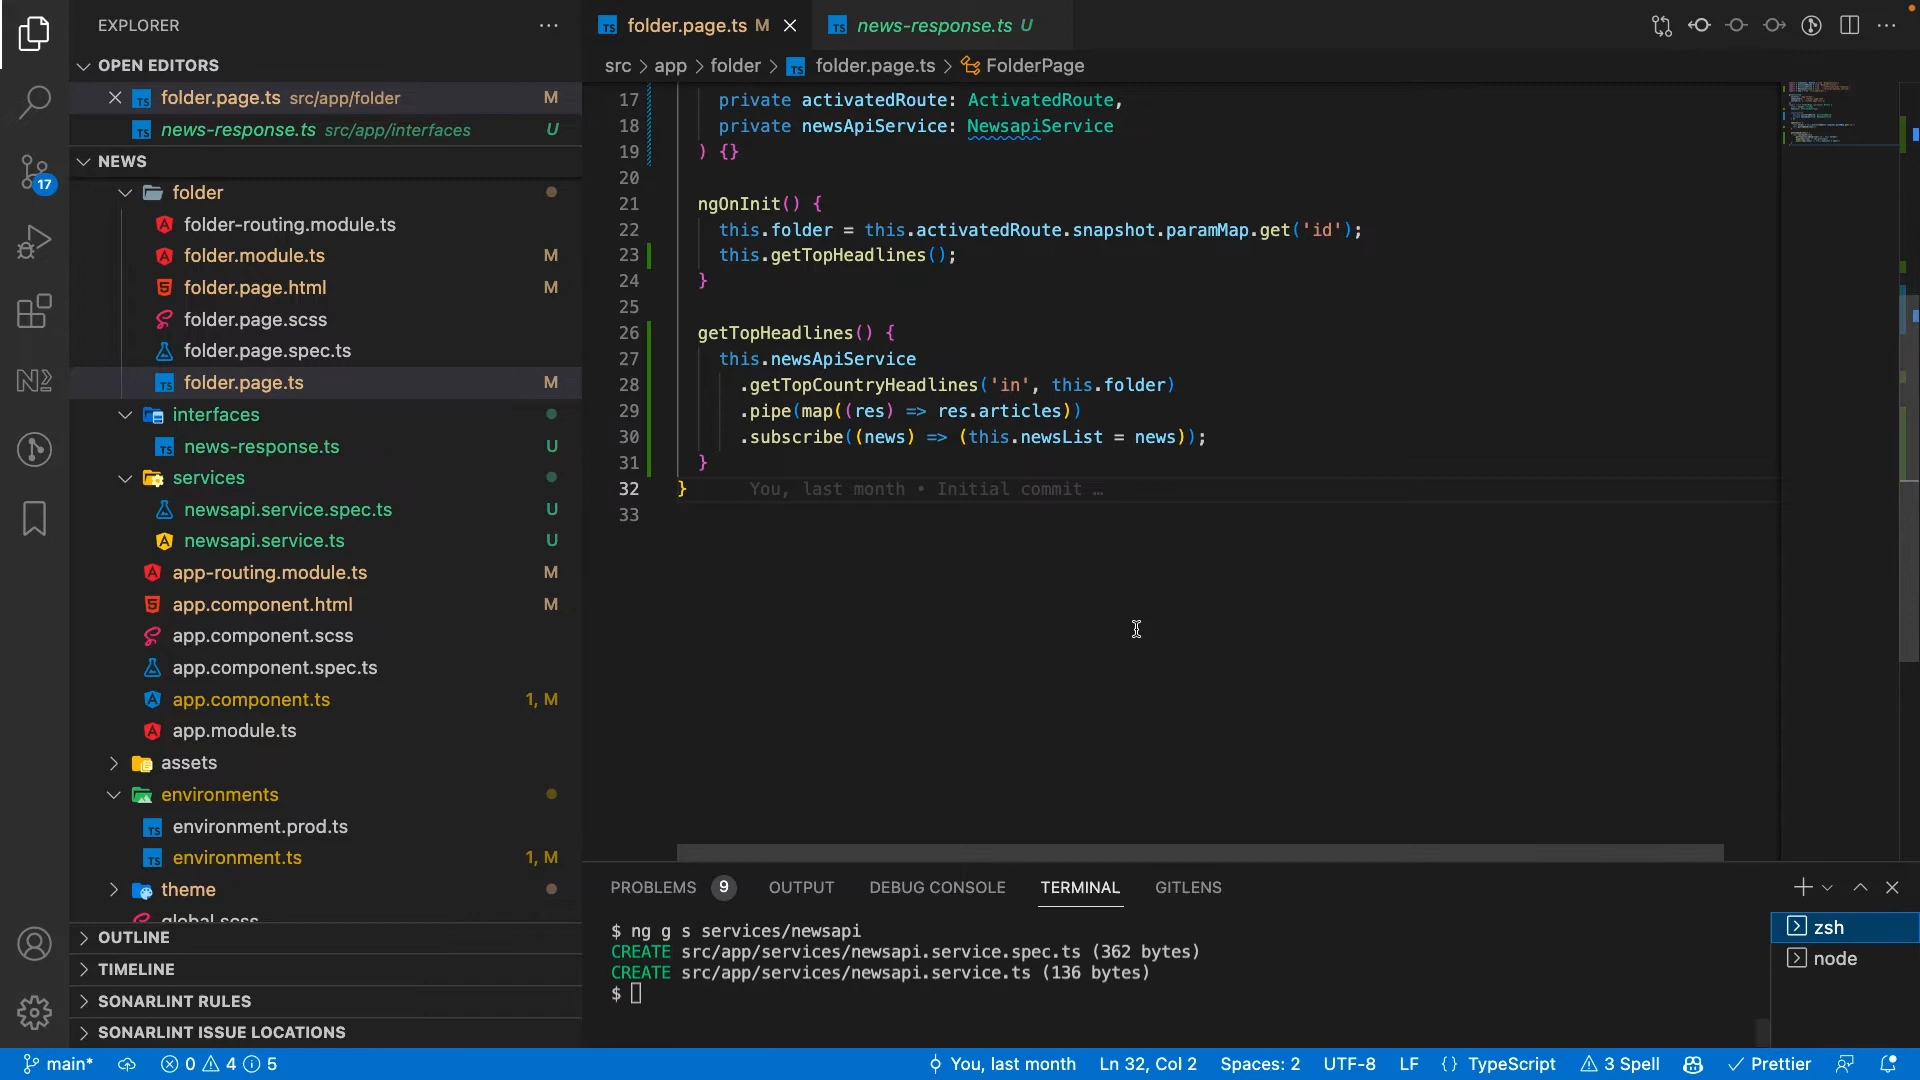 EXPLORER
OPEN EDITORS
folder.page.ts src/app/folder M
news-response.ts src/app/interfaces U
NEWS
folder
folder-routing.module.ts
folder.module.ts M
folder.page.html M
folder.page.scss
folder.page.spec.ts
folder.page.ts M
interfaces
news-response.ts U
services
newsapi.service.spec.ts U
newsapi.service.ts U
app-routing.module.ts M
app.component.html M
app.component.scss
app.component.spec.ts
app.component.ts 1, M
app.module.ts
assets
environments
environment.prod.ts
environment.ts 1, M
theme
global.scss
OUTLINE
TIMELINE
SONARLINT RULES
SONARLINT ISSUE LOCATIONS
17
folder.page.ts M
news-response.ts U
src > app > folder > folder.page.ts > FolderPage
17 private activatedRoute: ActivatedRoute,
18 private newsApiService: NewsapiService
19 ) {}
20
21 ngOnInit() {
22 this.folder = this.activatedRoute.snapshot.paramMap.get('id');
23 this.getTopHeadlines();
24 }
25
26 getTopHeadlines() {
27 this.newsApiService
28 .getTopCountryHeadlines('in', this.folder)
29 .pipe(map((res) => res.articles))
30 .subscribe((news) => (this.newsList = news));
31 }
32 } You, last month • Initial commit …
33
PROBLEMS 9 OUTPUT DEBUG CONSOLE TERMINAL GITLENS
$ ng g s services/newsapi
CREATE src/app/services/newsapi.service.spec.ts (362 bytes)
CREATE src/app/services/newsapi.service.ts (136 bytes)
$
zsh
node
main* 0 4 5 You, last month Ln 32, Col 2 Spaces: 2 UTF-8 LF {} TypeScript 3 Spell Prettier